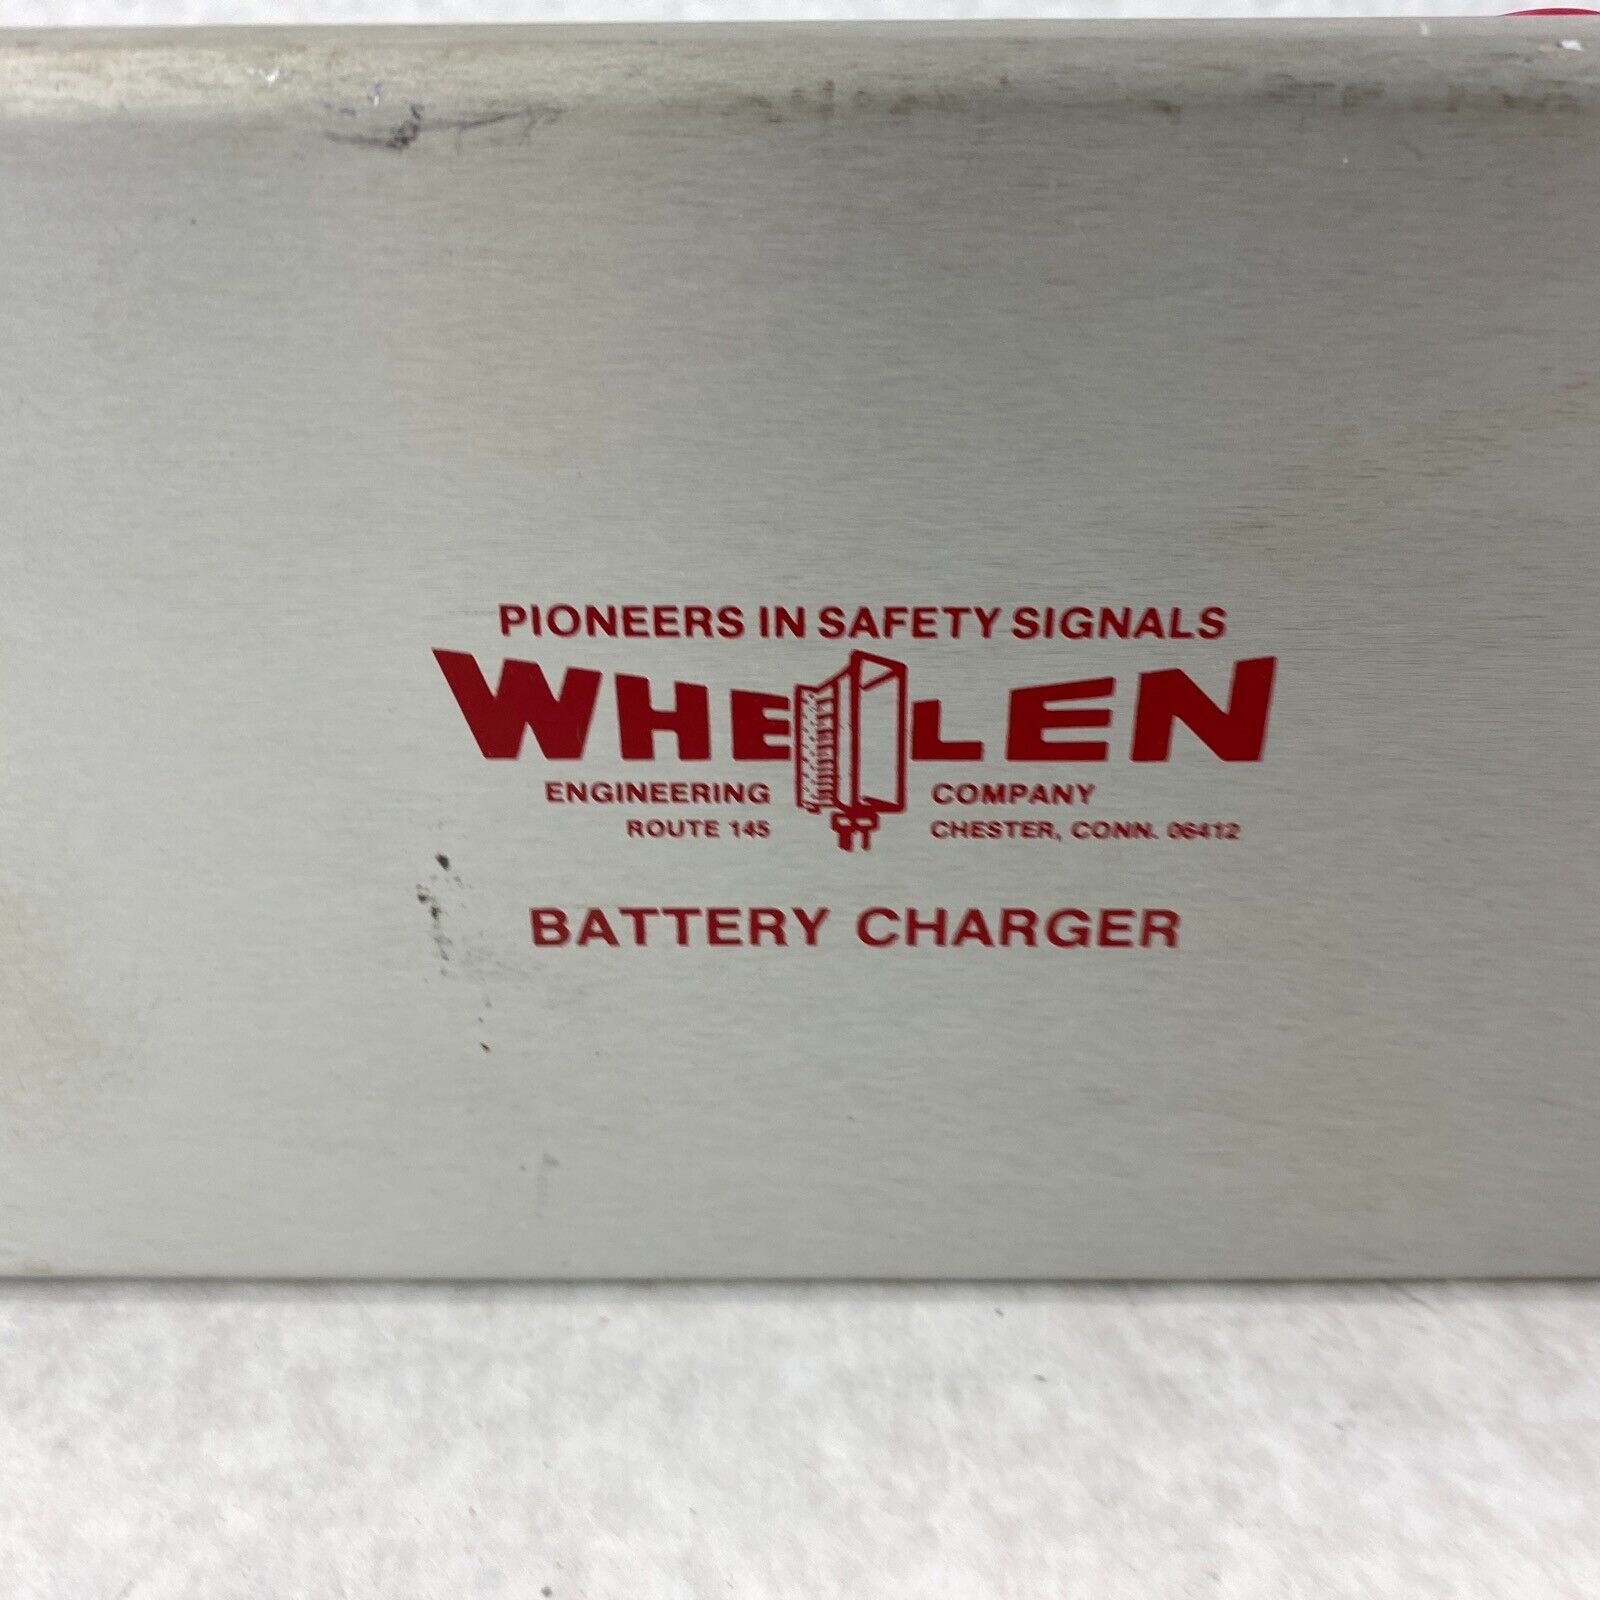 PIONEERS IN SAFETY SIGNALS
WHELEN
ENGINEERING COMPANY
ROUTE 145 CHESTER, CONN. 06412
BATTERY CHARGER